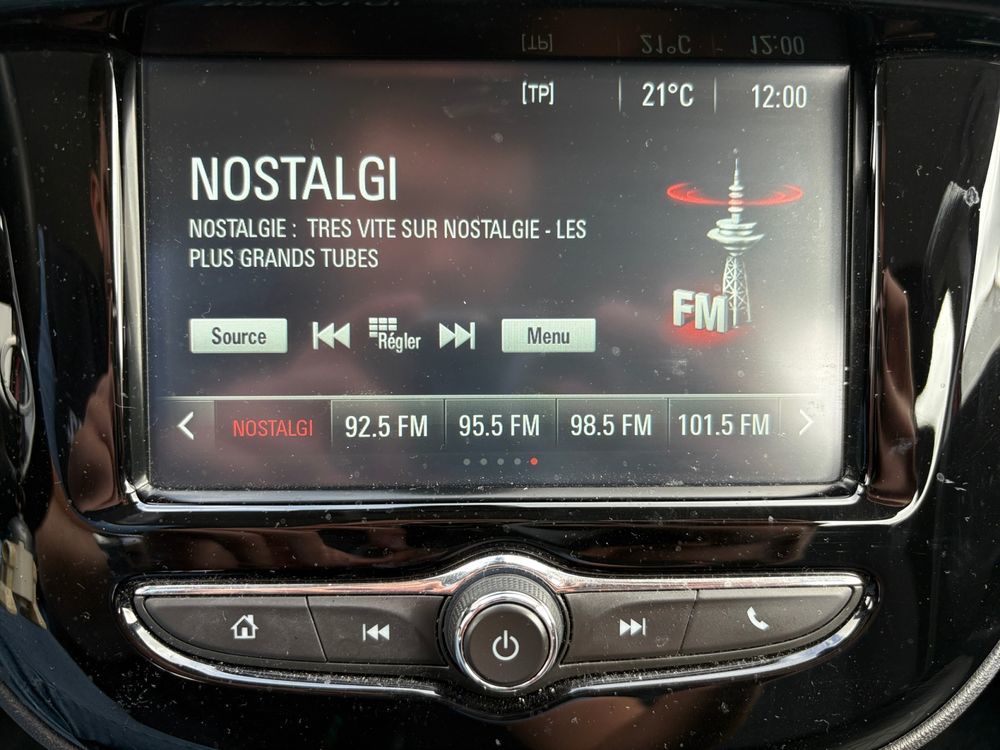 [TP] 21°C 12:00
NOSTALGI
NOSTALGIE : TRES VITE SUR NOSTALGIE - LES
PLUS GRANDS TUBES
FM
Source Régler Menu
NOSTALGI 92.5 FM 95.5 FM 98.5 FM 101.5 FM